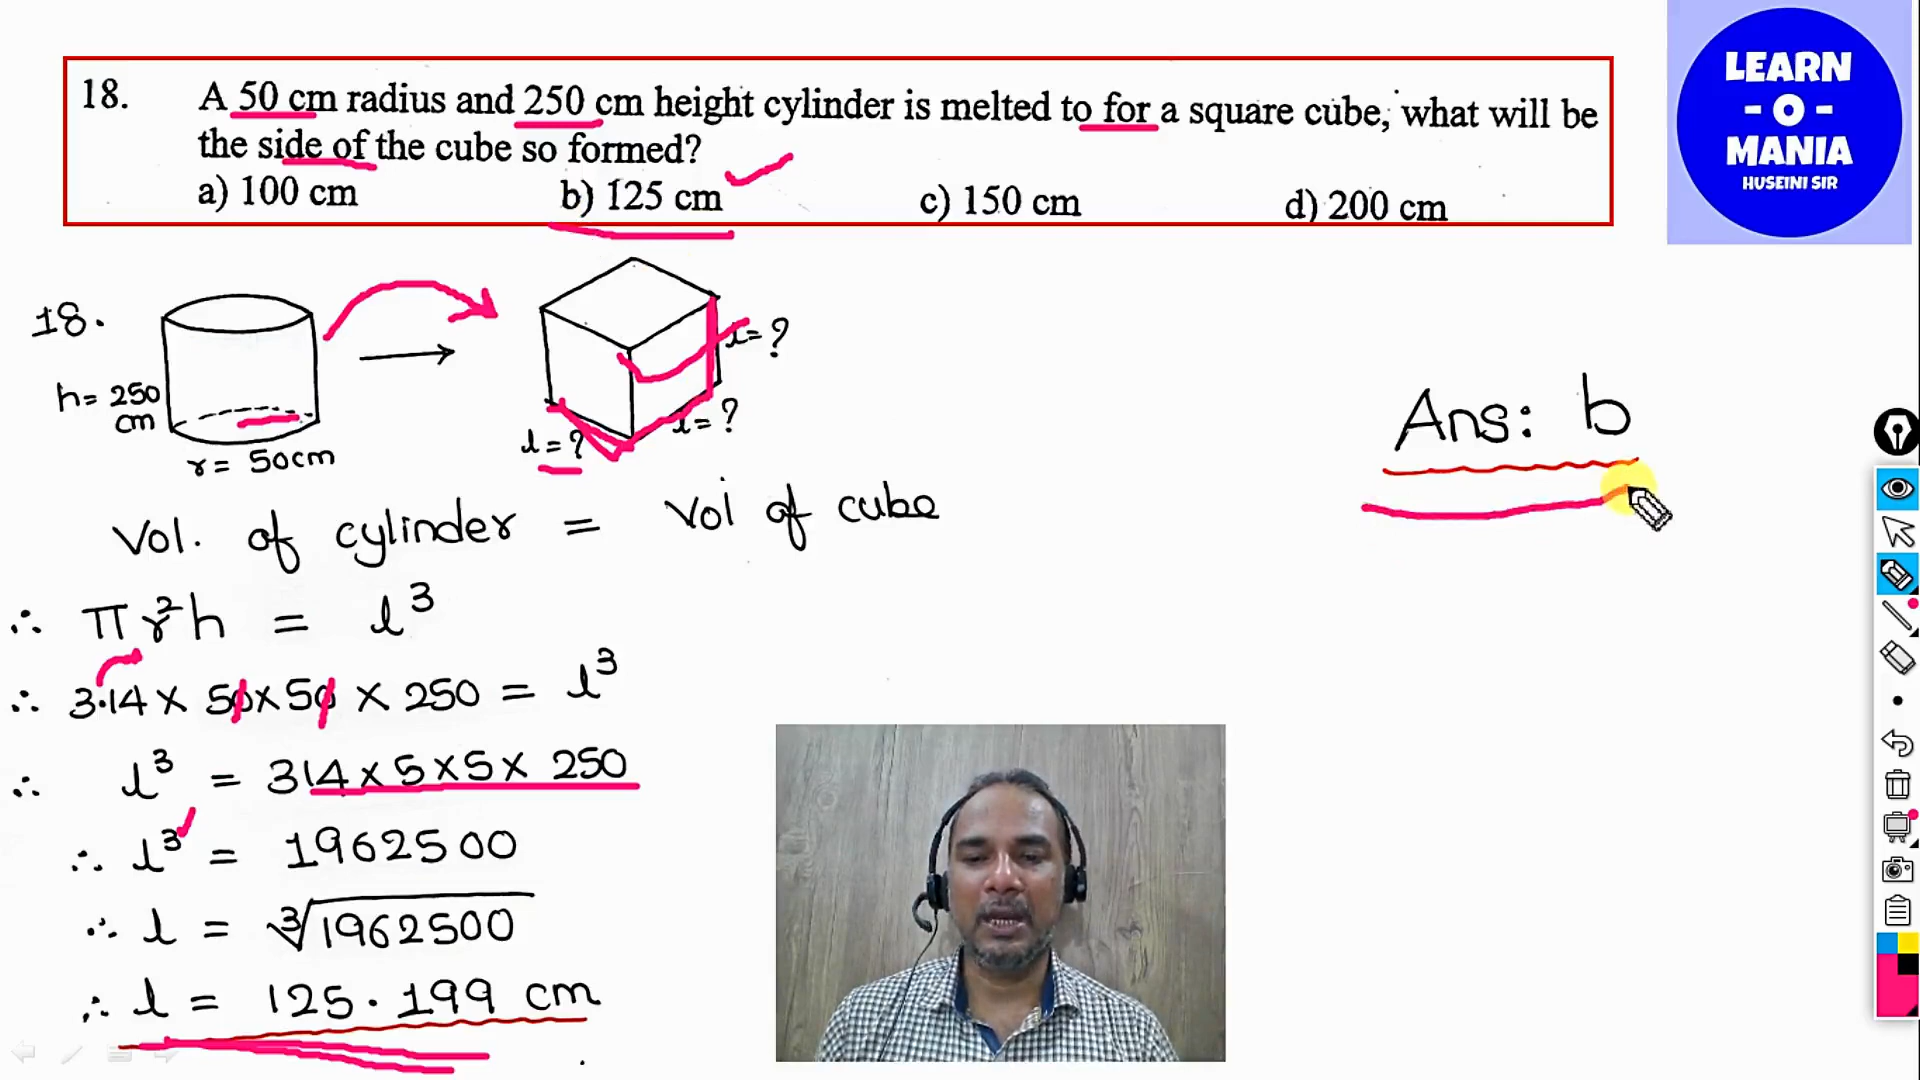 18. A 50 cm radius and 250 cm height cylinder is melted to for a square cube, what will be
the side of the cube so formed?
a) 100 cm b) 125 cm c) 150 cm d) 200 cm
LEARN
- O -
MANIA
HUSEINI SIR
18.
h= 250
cm
r= 50cm
l=?
l=?
l=?
Ans: b
Vol. of cylinder = Vol of cube
∴ πr²h = l³
∴ 3.14 × 50×50 × 250 = l³
∴ l³ = 314×5×5× 250
∴ l³ = 1962500
∴ l = ∛1962500
∴ l = 125.199 cm